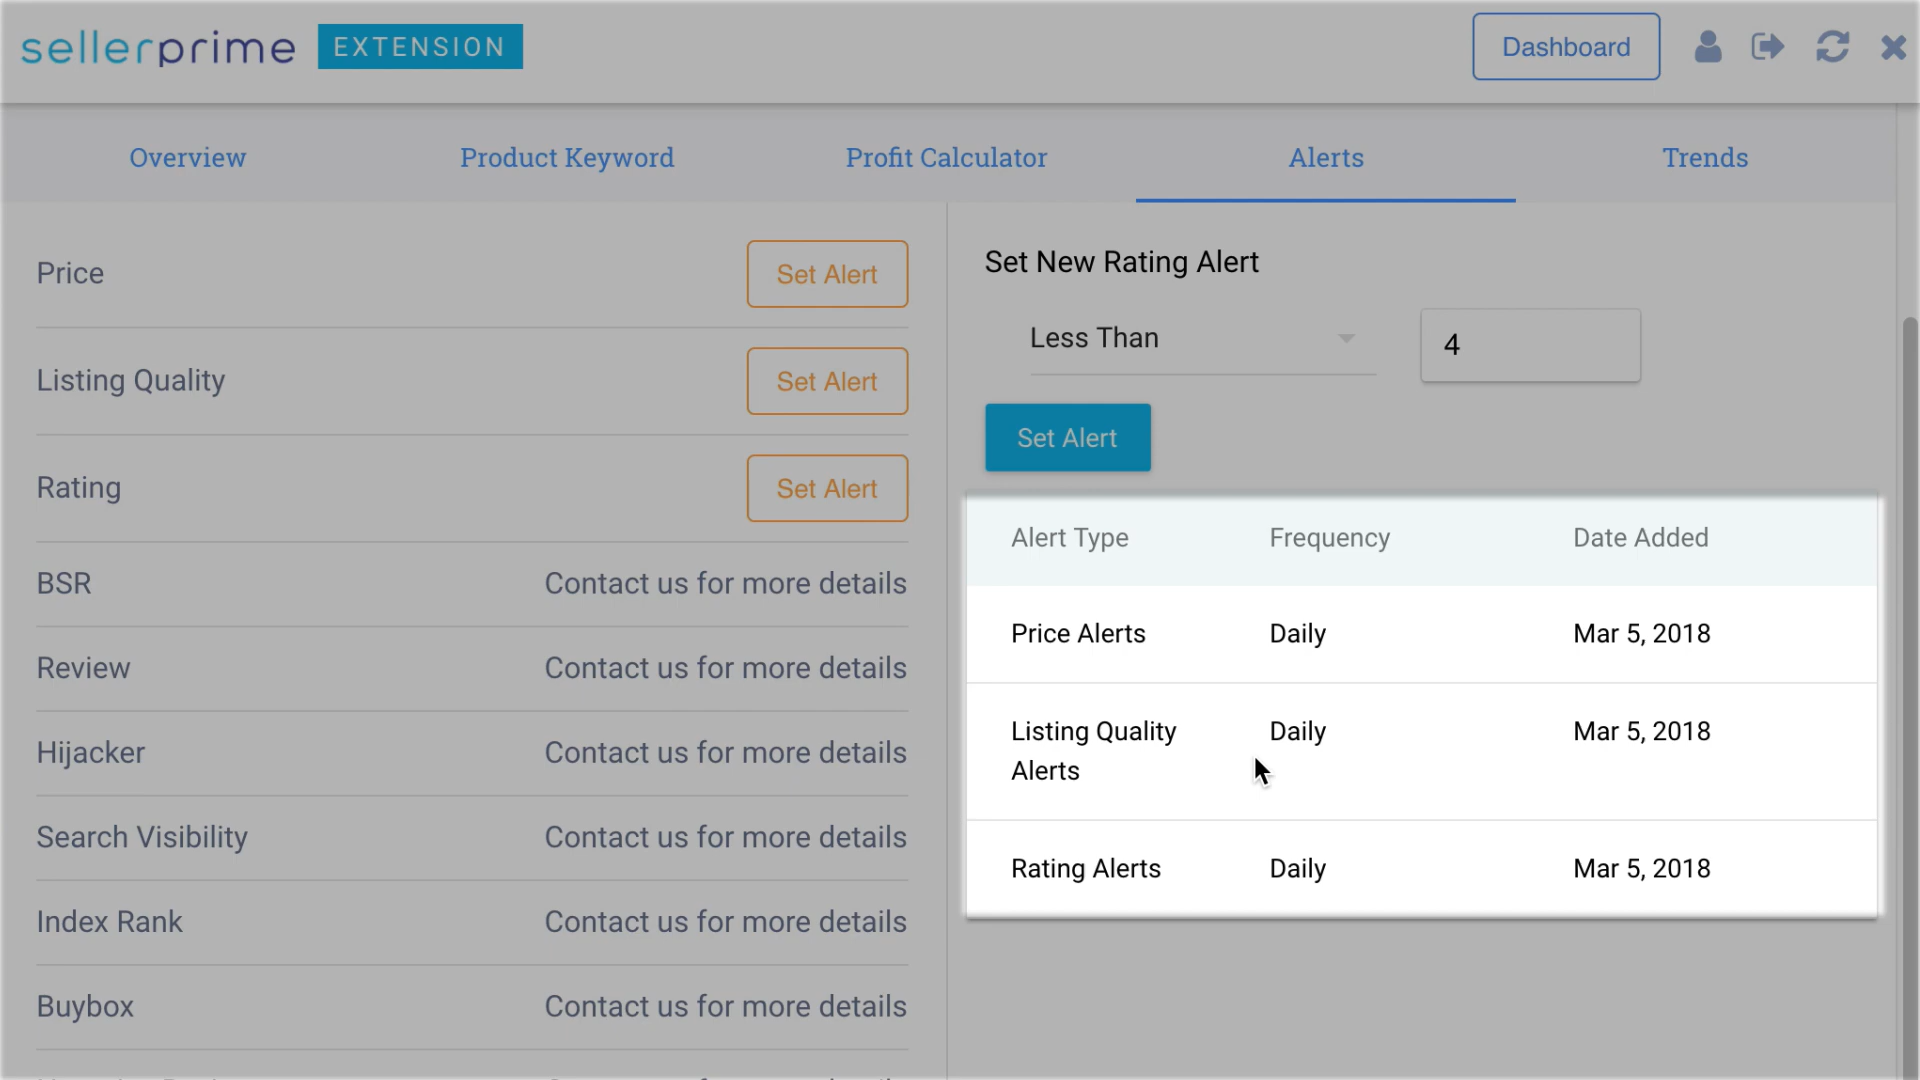 sellerprime EXTENSION
Dashboard
Overview Product Keyword Profit Calculator Alerts Trends
Price Set Alert
Listing Quality Set Alert
Rating Set Alert
BSR Contact us for more details
Review Contact us for more details
Hijacker Contact us for more details
Search Visibility Contact us for more details
Index Rank Contact us for more details
Buybox Contact us for more details
Set New Rating Alert
Less Than 4
Set Alert
Alert Type Frequency Date Added
Price Alerts Daily Mar 5, 2018
Listing Quality Daily Mar 5, 2018
Alerts
Rating Alerts Daily Mar 5, 2018